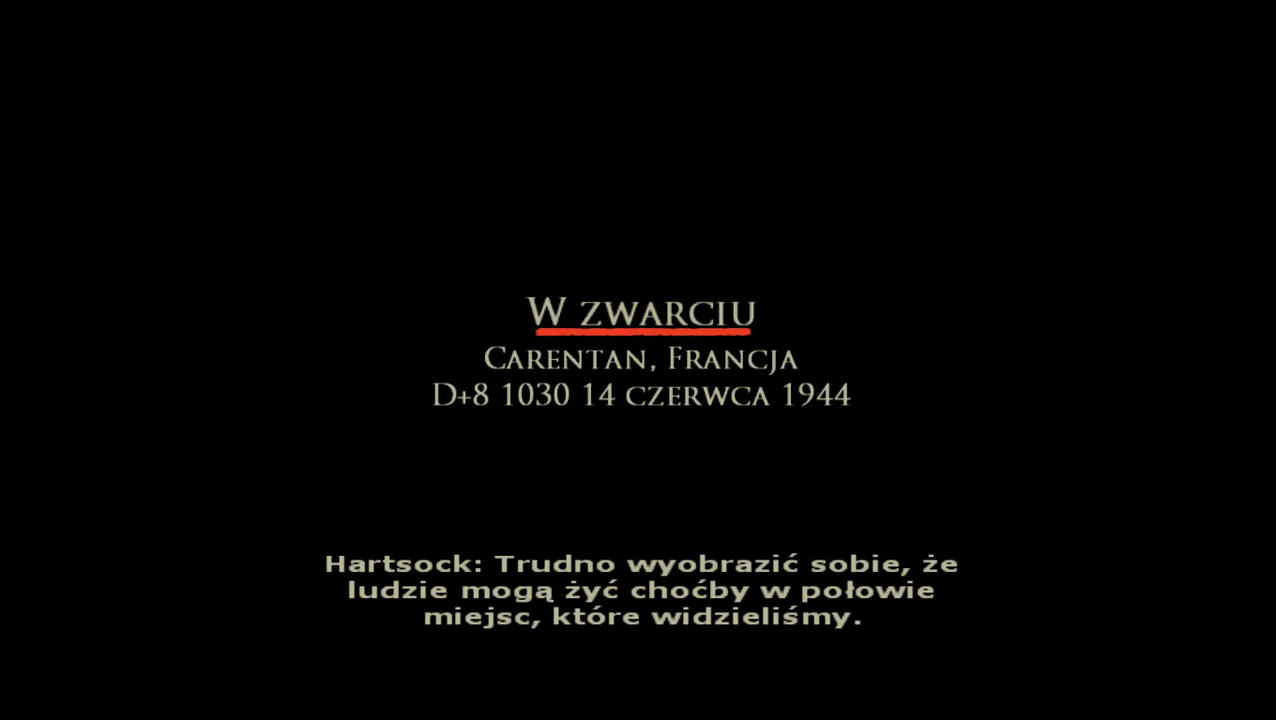 W ZWARCIU
CARENTAN, FRANCJA
D+8 1030 14 CZERWCA 1944
Hartsock: Trudno wyobrazić sobie, że
ludzie mogą żyć choćby w połowie
miejsc, które widzieliśmy.